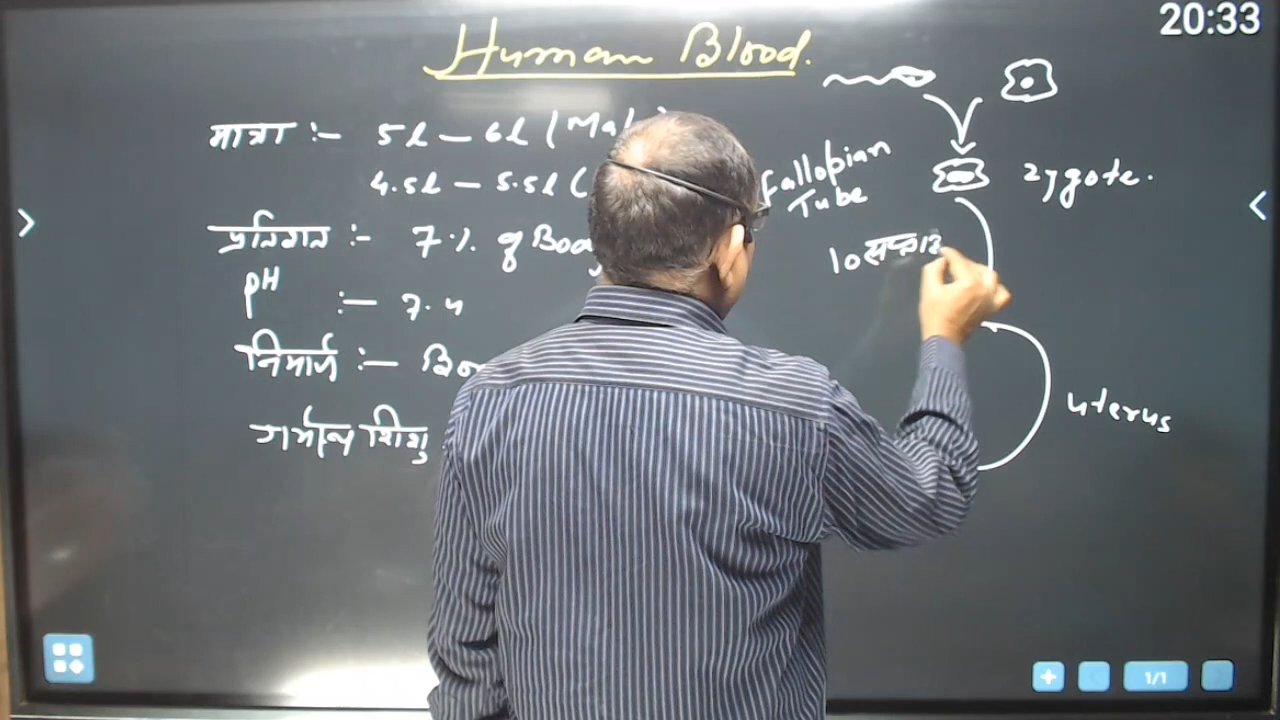 20:33
Human Blood.
मात्रा :- 5l - 6l (Mal
4.5l - 5.5l (
प्रतिशत :- 7.% of Bod
pH :- 7.4
निर्माण :- Bo
गर्भस्थ शिशु
Fallopian
Tube
zygote.
10 सप्ताह
uterus
1/1